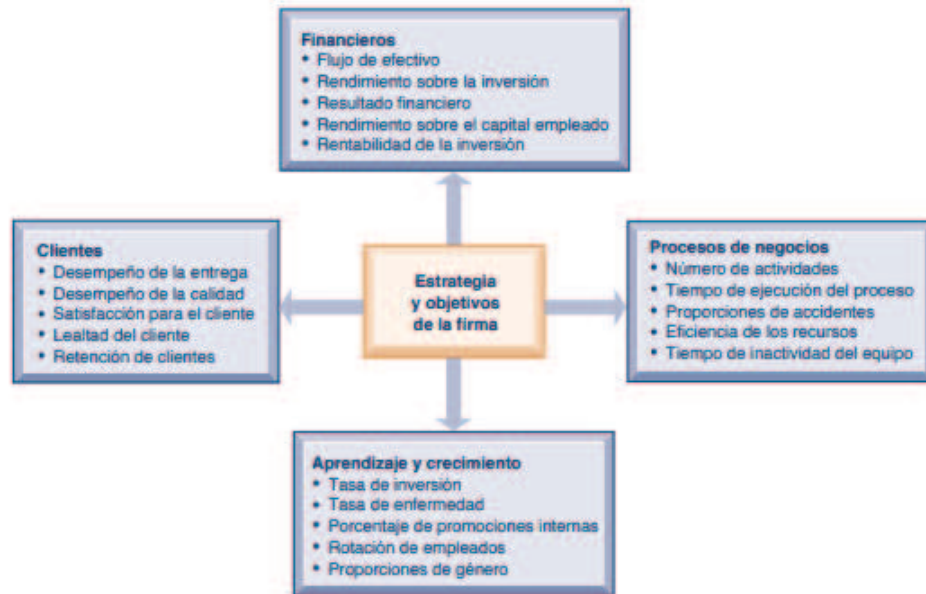 Financieros
• Flujo de efectivo
• Rendimiento sobre la inversión
• Resultado financiero
• Rendimiento sobre el capital empleado
• Rentabilidad de la inversión
Clientes
• Desempeño de la entrega
• Desempeño de la calidad
• Satisfacción para el cliente
• Lealtad del cliente
• Retención de clientes
Estrategia
y objetivos
de la firma
Procesos de negocios
• Número de actividades
• Tiempo de ejecución del proceso
• Proporciones de accidentes
• Eficiencia de los recursos
• Tiempo de inactividad del equipo
Aprendizaje y crecimiento
• Tasa de inversión
• Tasa de enfermedad
• Porcentaje de promociones internas
• Rotación de empleados
• Proporciones de género